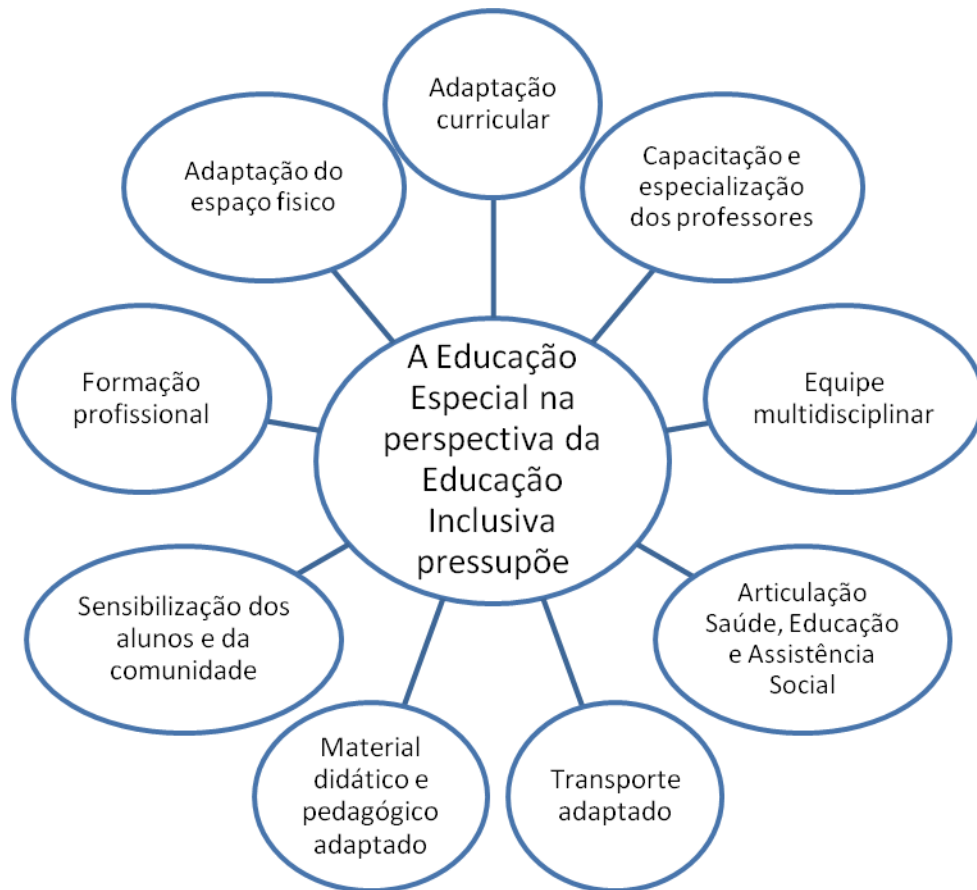 Adaptação
curricular
Capacitação e
especialização
dos professores
Equipe
multidisciplinar
Articulação
Saúde, Educação
e Assistência
Social
Transporte
adaptado
Material
didático e
pedagógico
adaptado
Sensibilização dos
alunos e da
comunidade
Formação
profissional
Adaptação do
espaço fisico
A Educação
Especial na
perspectiva da
Educação
Inclusiva
pressupõe